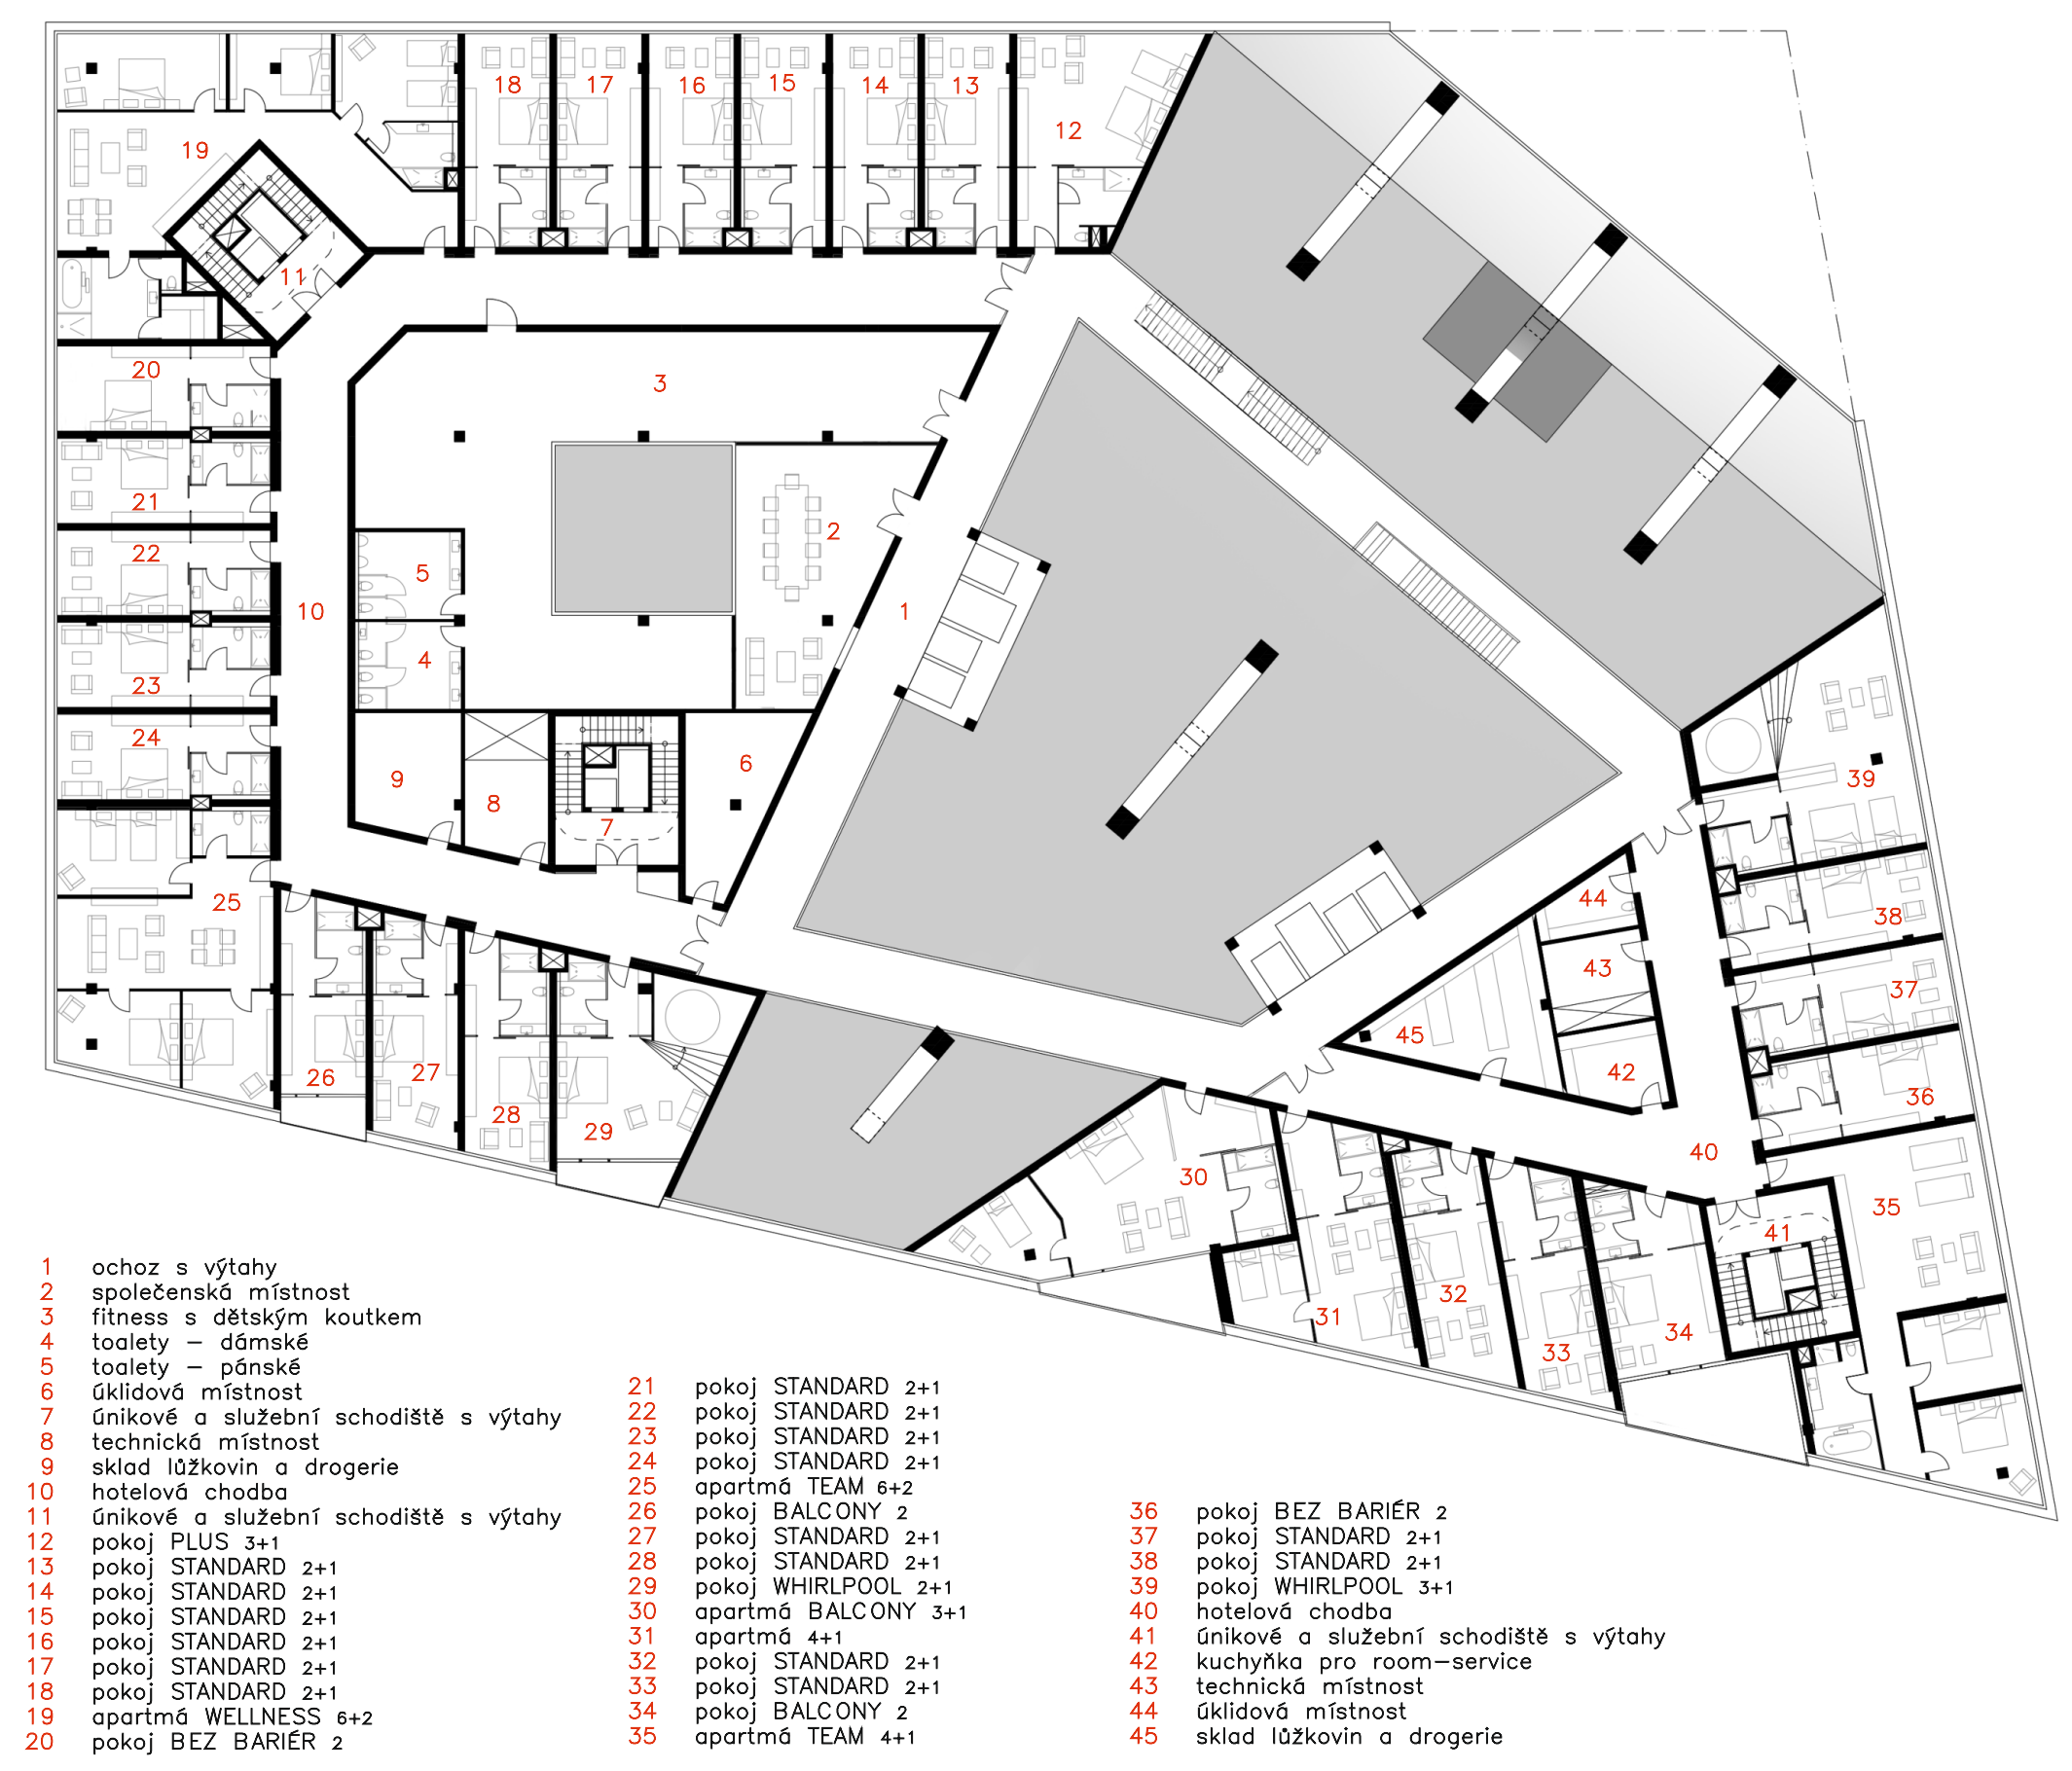 18 17 16 15 14 13
12
19
11
20
3
21
2
22
5
10
1
4
23
24
6
9
39
8
7
25
44
38
43
37
45
42
26
27
36
28
29
40
30
35
41
32
31
34
33
1 ochoz s výtahy
2 společenská místnost
3 fitness s dětským koutkem
4 toalety – dámské
5 toalety – pánské
6 úklidová místnost
7 únikové a služební schodiště s výtahy
8 technická místnost
9 sklad lůžkovin a drogerie
10 hotelová chodba
11 únikové a služební schodiště s výtahy
12 pokoj PLUS 3+1
13 pokoj STANDARD 2+1
14 pokoj STANDARD 2+1
15 pokoj STANDARD 2+1
16 pokoj STANDARD 2+1
17 pokoj STANDARD 2+1
18 pokoj STANDARD 2+1
19 apartmá WELLNESS 6+2
20 pokoj BEZ BARIÉR 2
21 pokoj STANDARD 2+1
22 pokoj STANDARD 2+1
23 pokoj STANDARD 2+1
24 pokoj STANDARD 2+1
25 apartmá TEAM 6+2
26 pokoj BALCONY 2
27 pokoj STANDARD 2+1
28 pokoj STANDARD 2+1
29 pokoj WHIRLPOOL 2+1
30 apartmá BALCONY 3+1
31 apartmá 4+1
32 pokoj STANDARD 2+1
33 pokoj STANDARD 2+1
34 pokoj BALCONY 2
35 apartmá TEAM 4+1
36 pokoj BEZ BARIÉR 2
37 pokoj STANDARD 2+1
38 pokoj STANDARD 2+1
39 pokoj WHIRLPOOL 3+1
40 hotelová chodba
41 únikové a služební schodiště s výtahy
42 kuchyňka pro room–service
43 technická místnost
44 úklidová místnost
45 sklad lůžkovin a drogerie